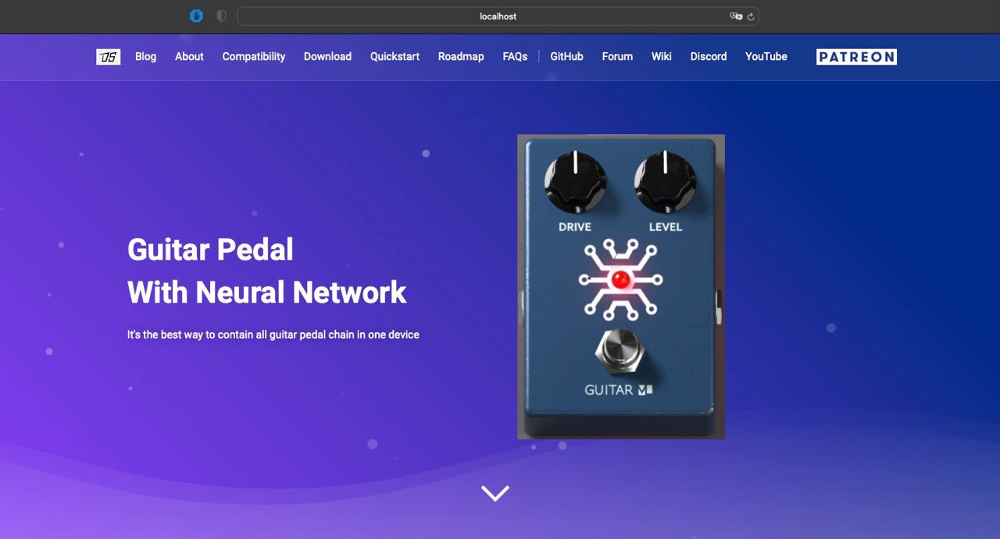 localhost
JS
Blog About Compatibility Download Quickstart Roadmap FAQs GitHub Forum Wiki Discord YouTube PATREON
DRIVE LEVEL
Guitar Pedal
With Neural Network
It's the best way to contain all guitar pedal chain in one device
GUITAR